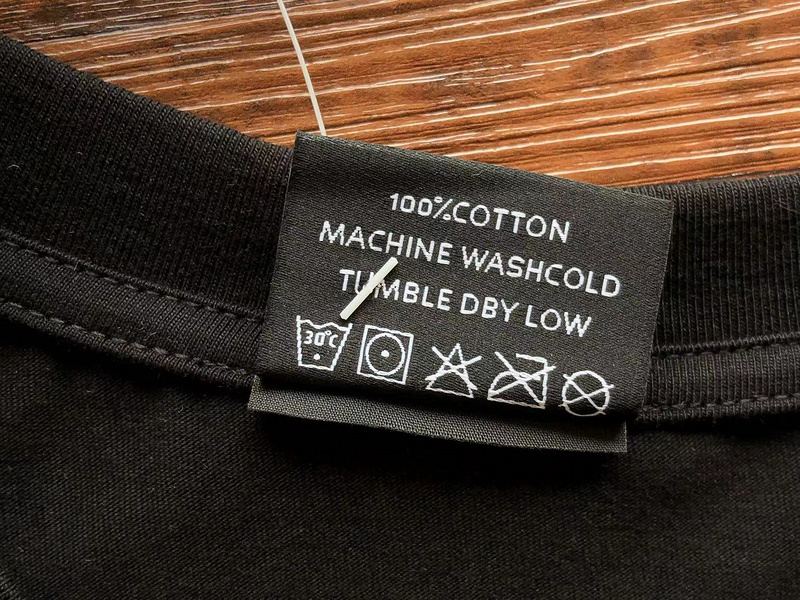 100%COTTON
MACHINE WASHCOLD
TUMBLE DBY LOW
30°C